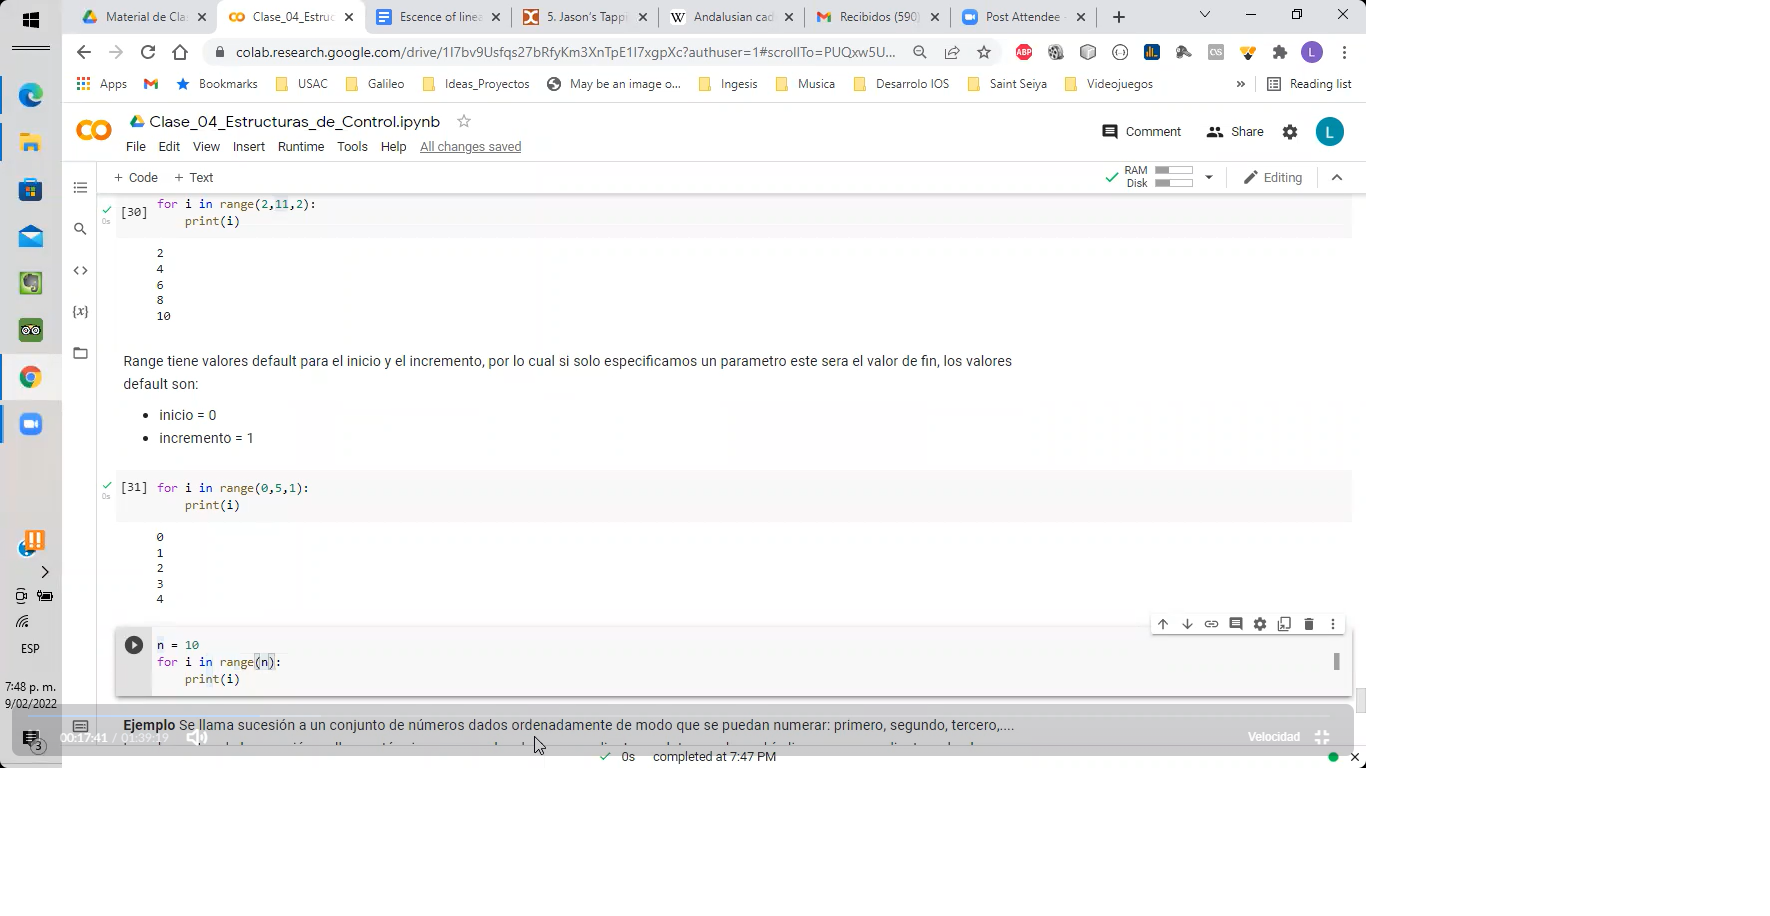 Material de Cla
Clase_04_Estruc
Escence of linea
5. Jason's Tappi
Andalusian cad
Recibidos (590)
Post Attendee -
colab.research.google.com/drive/1I7bv9Usfqs27bRfyKm3XnTpE1I7xgpXc?authuser=1#scrollTo=PUQxw5U...
ABP
L
Apps
Bookmarks
USAC
Galileo
Ideas_Proyectos
May be an image o...
Ingesis
Musica
Desarrolo IOS
Saint Seiya
Videojuegos
»
Reading list
Clase_04_Estructuras_de_Control.ipynb
Comment
Share
L
File Edit View Insert Runtime Tools Help All changes saved
+ Code + Text
RAM
Disk
Editing
[30] for i in range(2,11,2):
0s
print(i)
2
4
6
8
10
Range tiene valores default para el inicio y el incremento, por lo cual si solo especificamos un parametro este sera el valor de fin, los valores
default son:
• inicio = 0
• incremento = 1
[31] for i in range(0,5,1):
0s
print(i)
0
1
2
3
4
n = 10
for i in range(n):
print(i)
Ejemplo Se llama sucesión a un conjunto de números dados ordenadamente de modo que se puedan numerar: primero, segundo, tercero,....
00:17:41 / 01:39:19
Velocidad
0s completed at 7:47 PM
ESP
7:48 p. m.
9/02/2022
3